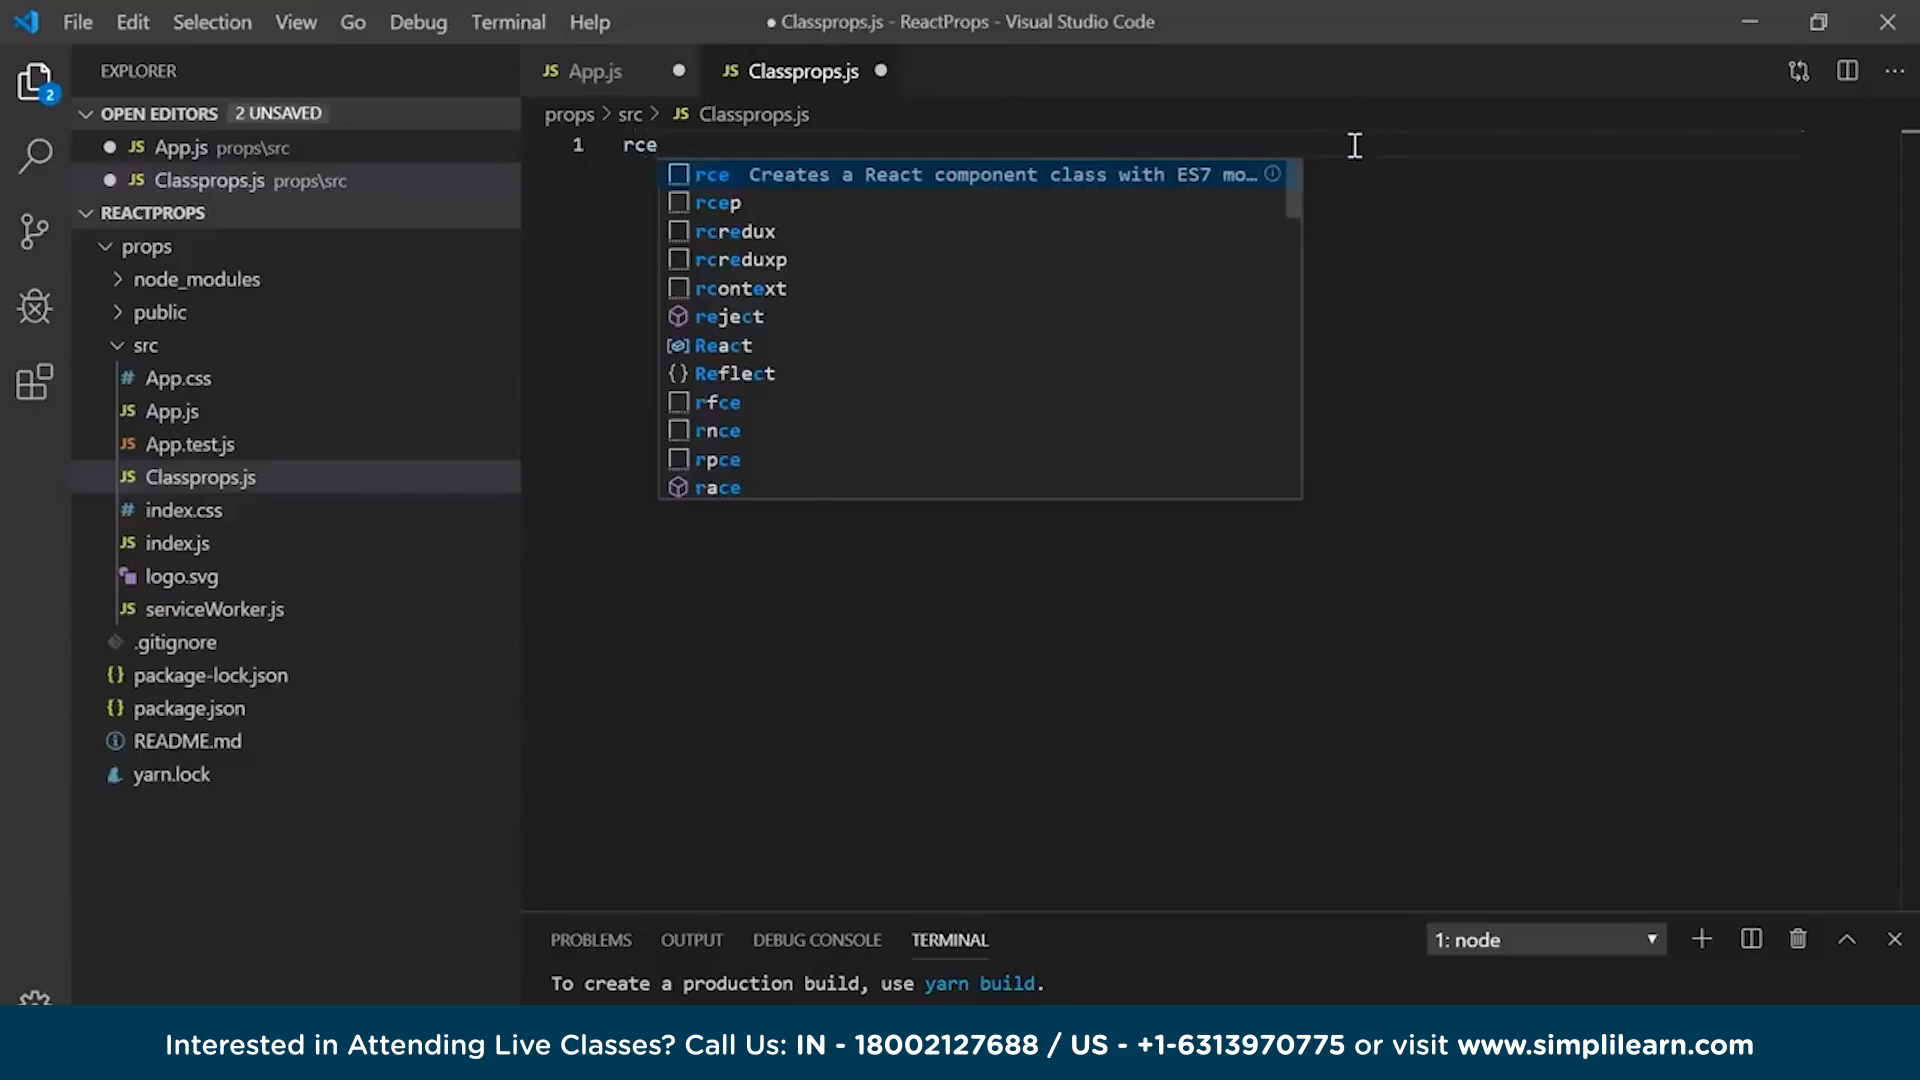 File Edit Selection View Go Debug Terminal Help
● Classprops.js - ReactProps - Visual Studio Code
EXPLORER
2
OPEN EDITORS 2 UNSAVED
JS App.js props\src
JS Classprops.js props\src
REACTPROPS
props
node_modules
public
src
# App.css
JS App.js
JS App.test.js
JS Classprops.js
# index.css
JS index.js
logo.svg
JS serviceWorker.js
.gitignore
{} package-lock.json
{} package.json
README.md
yarn.lock
JS App.js
JS Classprops.js
props > src > JS Classprops.js
1 rce
rce Creates a React component class with ES7 mo...
rcep
rcredux
rcreduxp
rcontext
reject
React
{} Reflect
rfce
rnce
rpce
race
PROBLEMS OUTPUT DEBUG CONSOLE TERMINAL
1: node
To create a production build, use yarn build.
Interested in Attending Live Classes? Call Us: IN - 18002127688 / US - +1-6313970775 or visit www.simplilearn.com